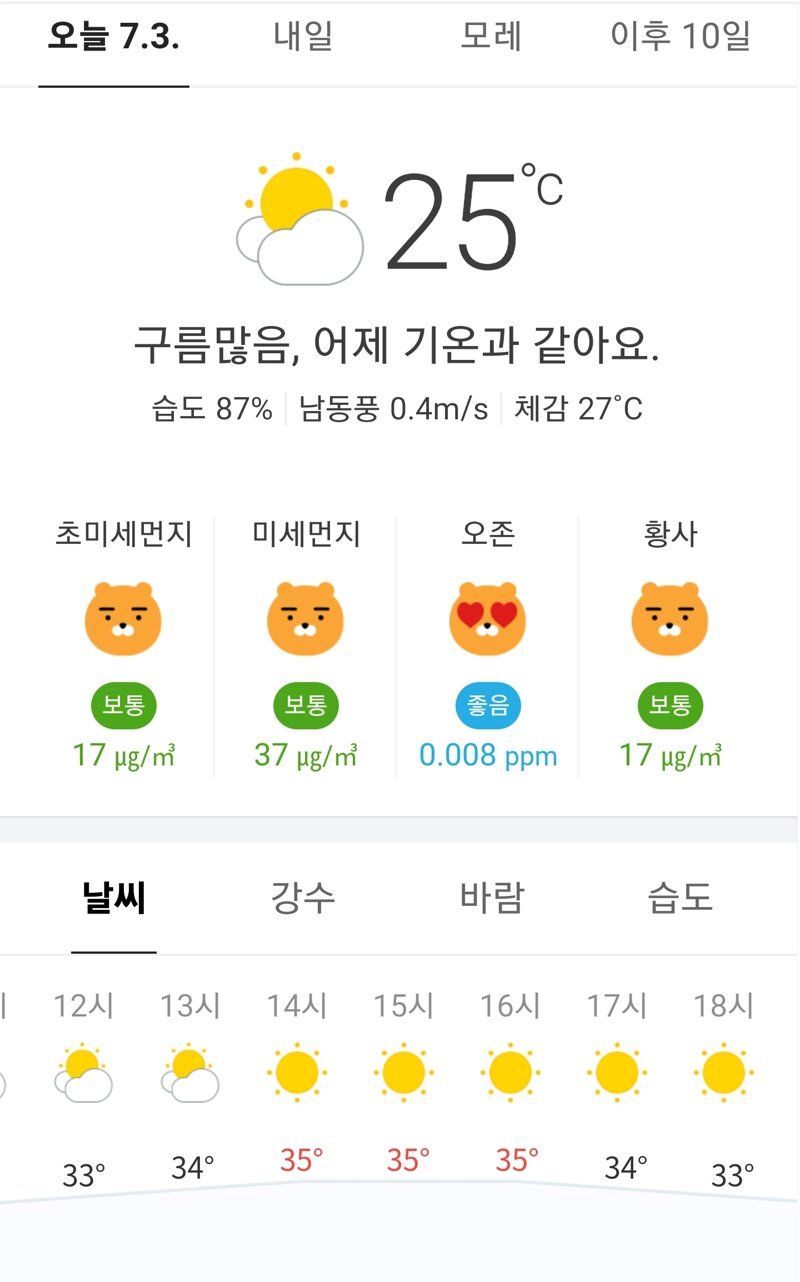 오늘 7.3. 내일 모레 이후 10일
25°C
구름많음, 어제 기온과 같아요.
습도 87% 남동풍 0.4m/s 체감 27°C
초미세먼지 미세먼지 오존 황사
보통 보통 좋음 보통
17 ㎍/㎥ 37 ㎍/㎥ 0.008 ppm 17 ㎍/㎥
날씨 강수 바람 습도
12시 13시 14시 15시 16시 17시 18시
33° 34° 35° 35° 35° 34° 33°